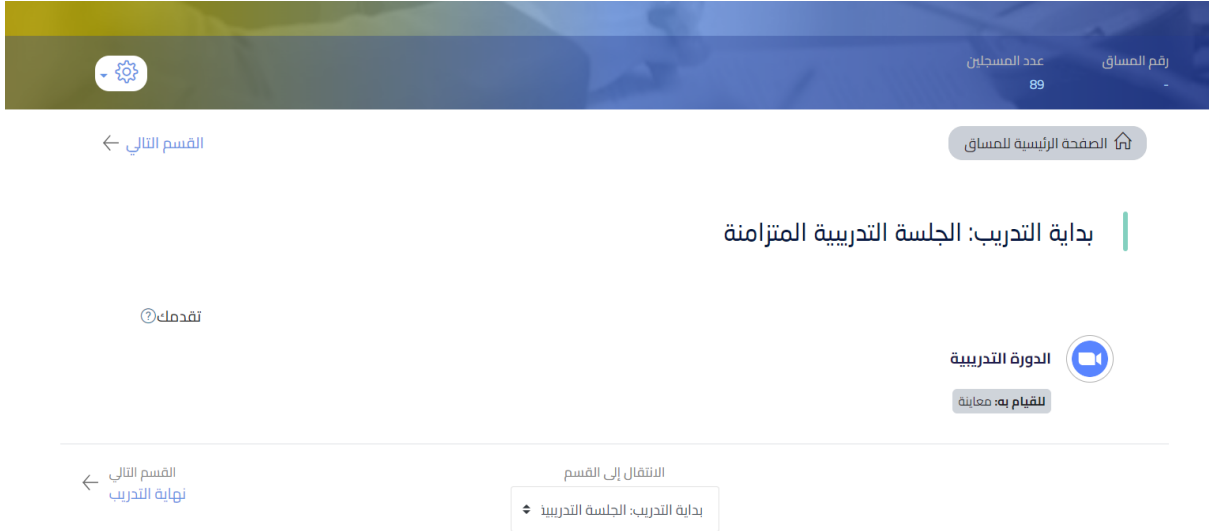 رقم المساق
-
عدد المسجلين
89
الصفحة الرئيسية للمساق
القسم التالي
بداية التدريب: الجلسة التدريبية المتزامنة
تقدمك
الدورة التدريبية
للقيام به: معاينة
الانتقال إلى القسم
بداية التدريب: الجلسة التدريبية
القسم التالي
نهاية التدريب